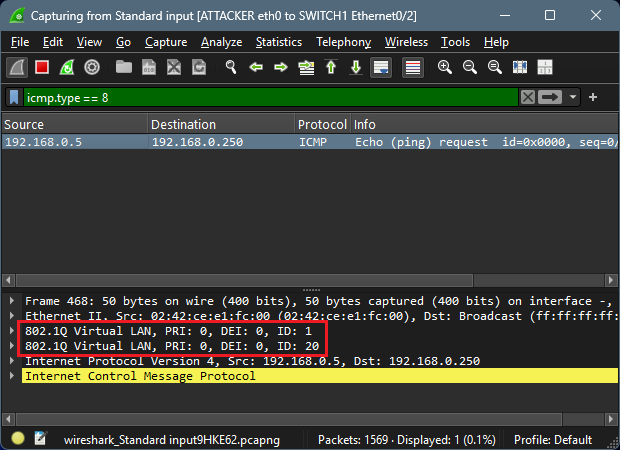 Capturing from Standard input [ATTACKER eth0 to SWITCH1 Ethernet0/2]
File Edit View Go Capture Analyze Statistics Telephony Wireless Tools Help
icmp.type == 8
Source Destination Protocol Info
192.168.0.5 192.168.0.250 ICMP Echo (ping) request id=0x0000, seq=0/
Frame 468: 50 bytes on wire (400 bits), 50 bytes captured (400 bits) on interface -,
Ethernet II, Src: 02:42:ce:e1:fc:00 (02:42:ce:e1:fc:00), Dst: Broadcast (ff:ff:ff:ff:
802.1Q Virtual LAN, PRI: 0, DEI: 0, ID: 1
802.1Q Virtual LAN, PRI: 0, DEI: 0, ID: 20
Internet Protocol Version 4, Src: 192.168.0.5, Dst: 192.168.0.250
Internet Control Message Protocol
wireshark_Standard input9HKE62.pcapng Packets: 1569 · Displayed: 1 (0.1%) Profile: Default